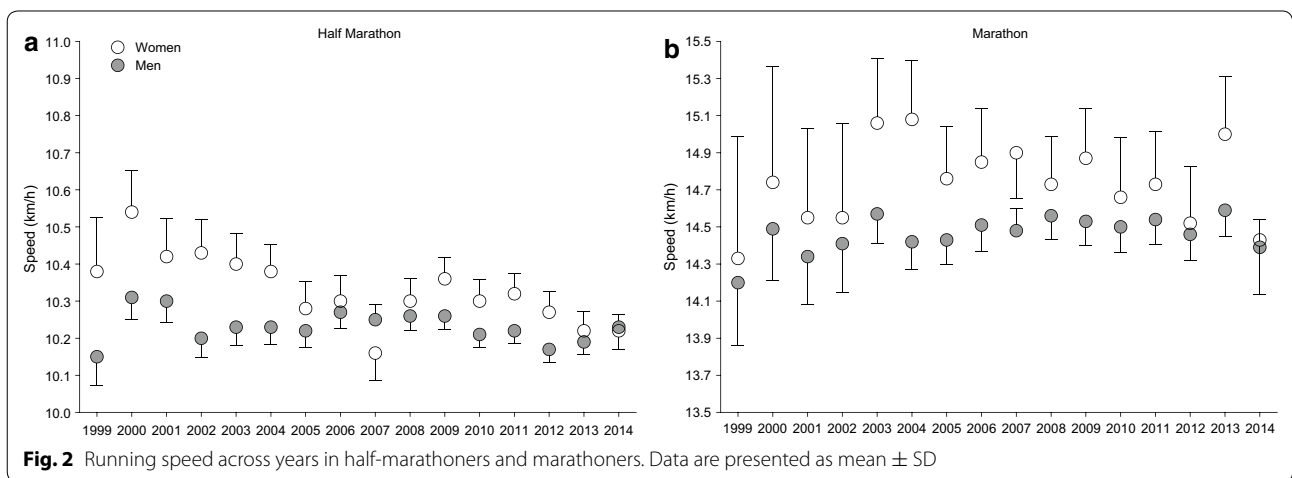 a
Half Marathon
Women
Men
Speed (km/h)
11.0
10.9
10.8
10.7
10.6
10.5
10.4
10.3
10.2
10.1
10.0
1999 2000 2001 2002 2003 2004 2005 2006 2007 2008 2009 2010 2011 2012 2013 2014
b
Marathon
Speed (km/h)
15.5
15.3
15.1
14.9
14.7
14.5
14.3
14.1
13.9
13.7
13.5
1999 2000 2001 2002 2003 2004 2005 2006 2007 2008 2009 2010 2011 2012 2013 2014
Fig. 2 Running speed across years in half-marathoners and marathoners. Data are presented as mean ± SD